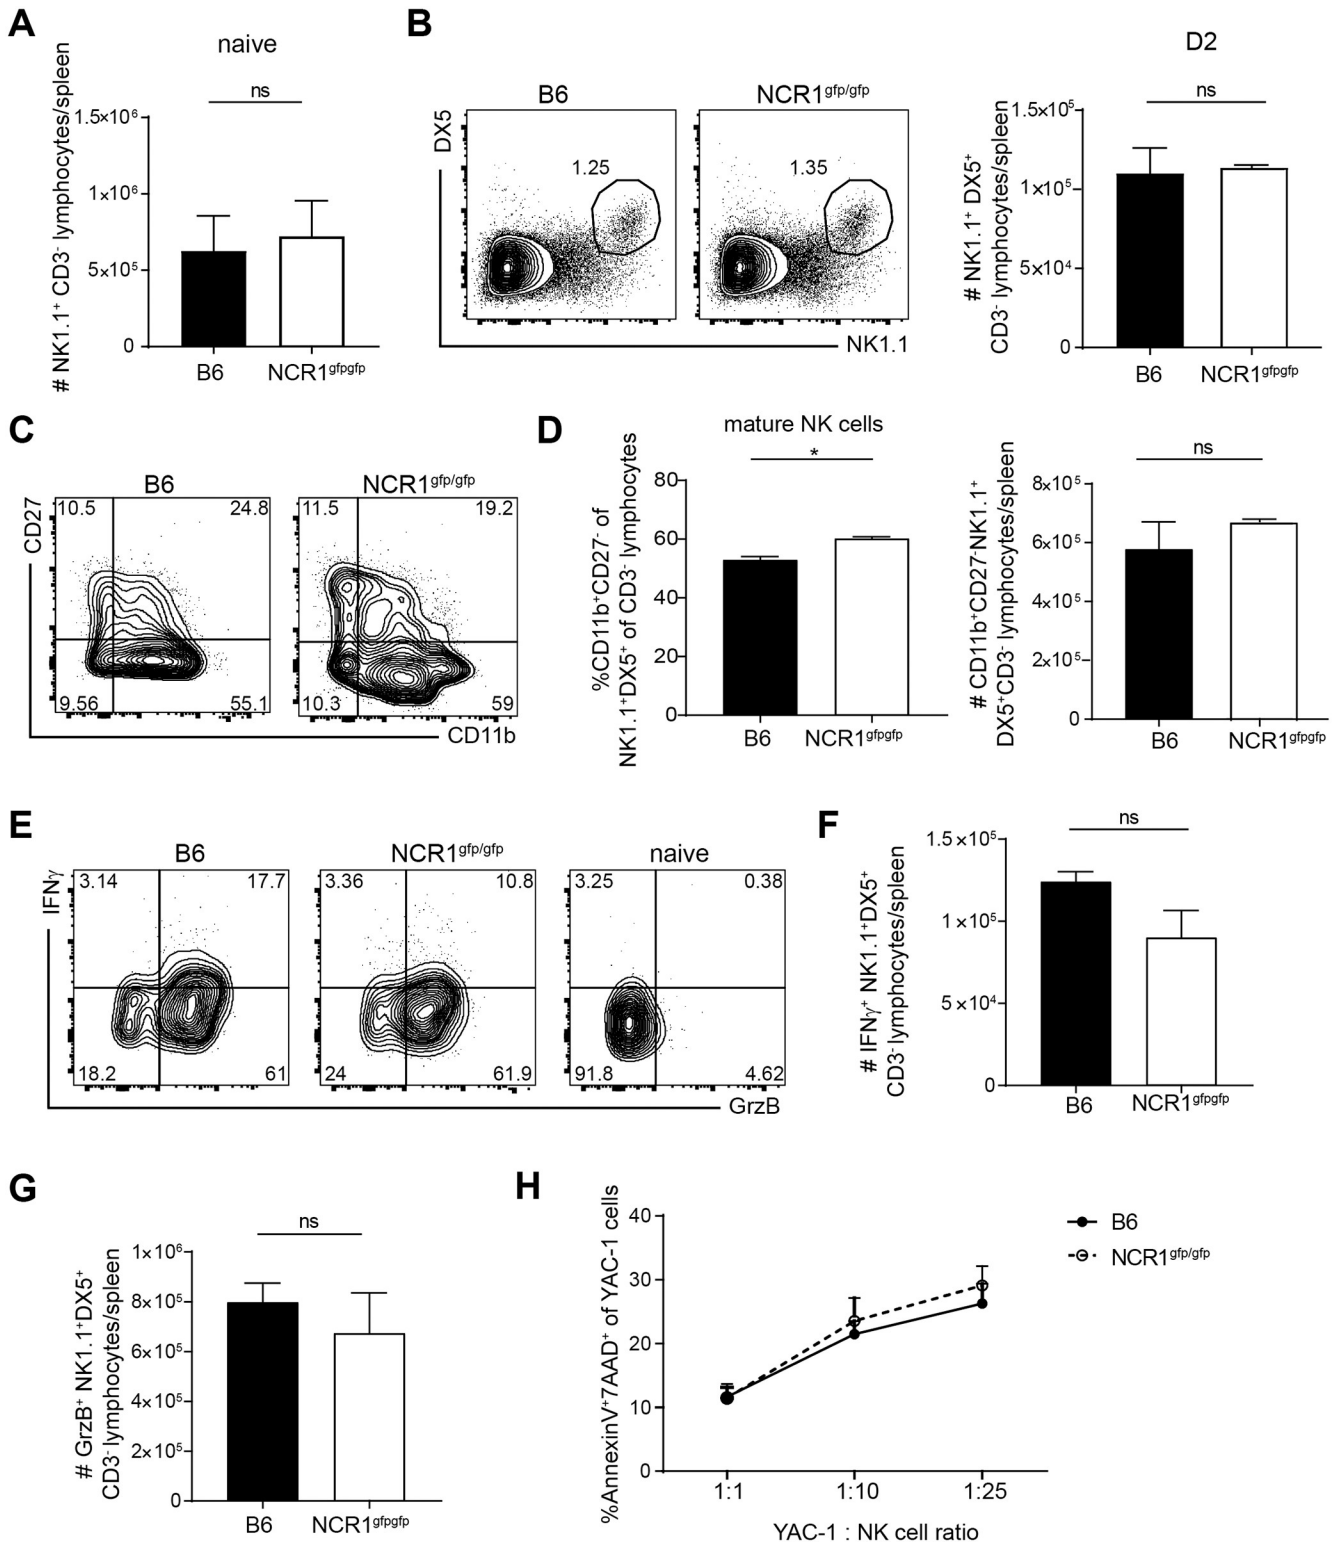 A
naive
# NK1.1⁺ CD3⁻ lymphocytes/spleen
ns
1.5×10⁶
1×10⁶
5×10⁵
0
B6
NCR1gfpgfp
B
B6
NCR1gfp/gfp
DX5
1.25
1.35
NK1.1
D2
# NK1.1⁺ DX5⁺
CD3⁻ lymphocytes/spleen
ns
1.5×10⁵
1×10⁵
5×10⁴
0
B6
NCR1gfpgfp
C
B6
NCR1gfp/gfp
CD27
10.5
24.8
9.56
55.1
11.5
19.2
10.3
59
CD11b
D
mature NK cells
%CD11b⁺CD27⁻ of
NK1.1⁺DX5⁺ of CD3⁻ lymphocytes
*
80
60
40
20
0
B6
NCR1gfpgfp
# CD11b⁺CD27⁻NK1.1⁺
DX5⁺CD3⁻ lymphocytes/spleen
ns
8×10⁵
6×10⁵
4×10⁵
2×10⁵
0
B6
NCR1gfpgfp
E
B6
NCR1gfp/gfp
naive
IFNγ
3.14
17.7
18.2
61
3.36
10.8
24
61.9
3.25
0.38
91.8
4.62
GrzB
F
# IFNγ⁺ NK1.1⁺DX5⁺
CD3⁻ lymphocytes/spleen
ns
1.5×10⁵
1×10⁵
5×10⁴
0
B6
NCR1gfpgfp
G
# GrzB⁺ NK1.1⁺DX5⁺
CD3⁻ lymphocytes/spleen
ns
1×10⁶
8×10⁵
6×10⁵
4×10⁵
2×10⁵
0
B6
NCR1gfpgfp
H
%AnnexinV⁺7AAD⁺ of YAC-1 cells
40
30
20
10
0
1:1
1:10
1:25
YAC-1 : NK cell ratio
B6
NCR1gfp/gfp